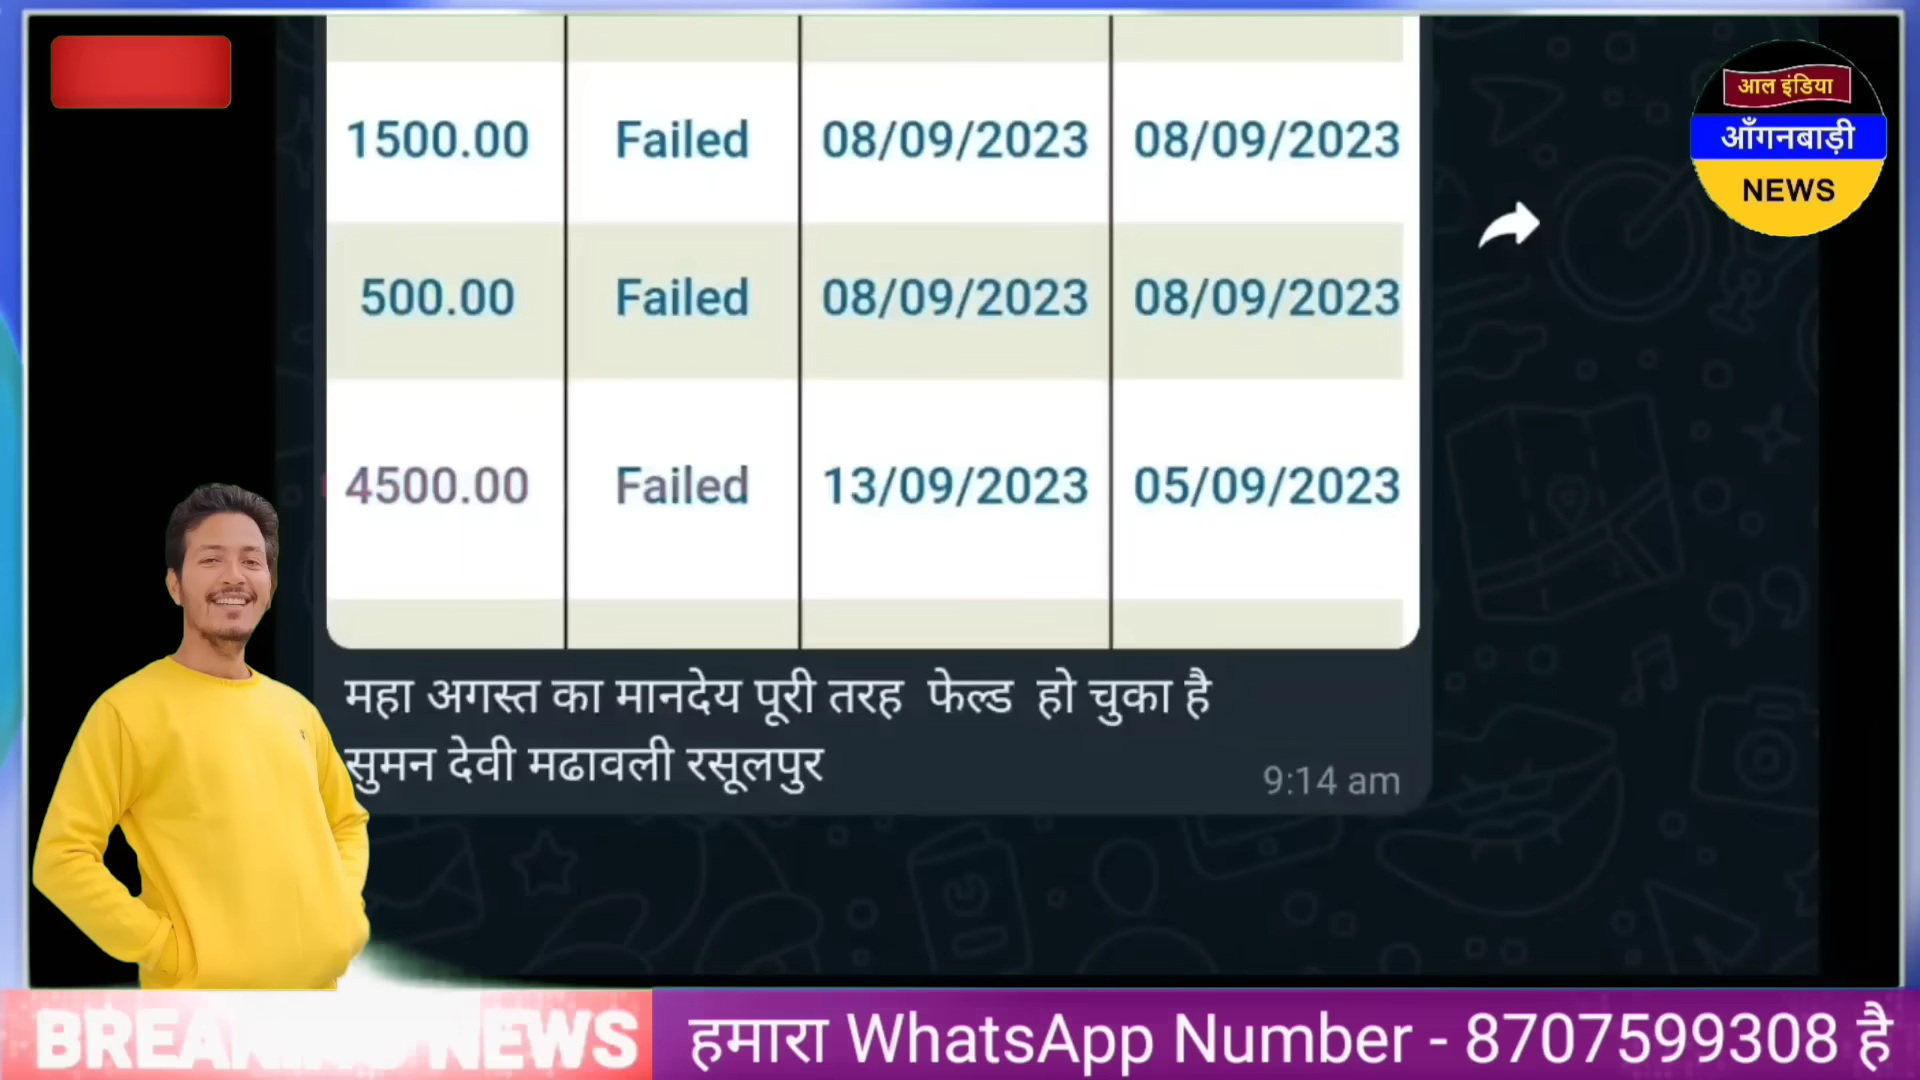 आल इंडिया
आँगनबाड़ी
NEWS
1500.00 Failed 08/09/2023 08/09/2023
500.00 Failed 08/09/2023 08/09/2023
4500.00 Failed 13/09/2023 05/09/2023
महा अगस्त का मानदेय पूरी तरह फेल्ड हो चुका है
सुमन देवी मढावली रसूलपुर
9:14 am
BREAKING NEWS हमारा WhatsApp Number - 8707599308 है